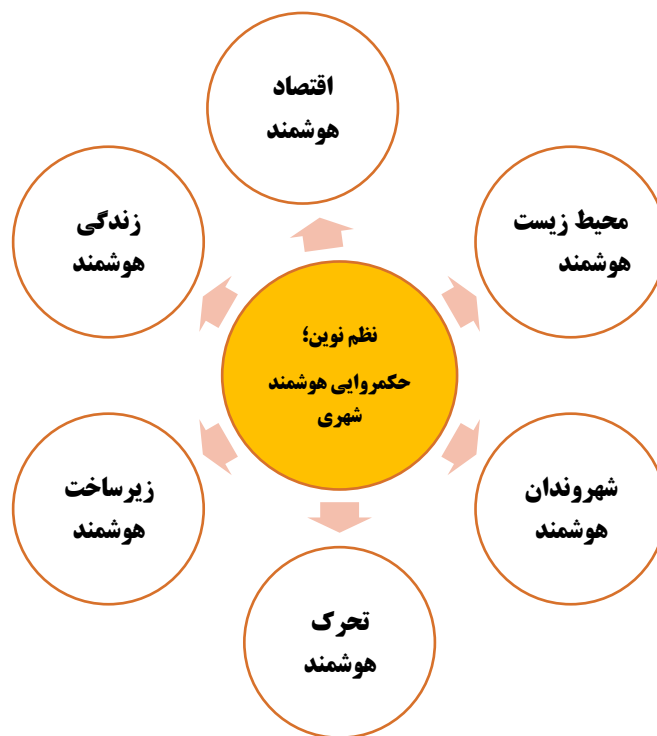 اقتصاد
هوشمند
محیط زیست
هوشمند
زندگی
هوشمند
نظم نوین؛
حکمروایی هوشمند
شهری
شهروندان
هوشمند
زیرساخت
هوشمند
تحرک
هوشمند